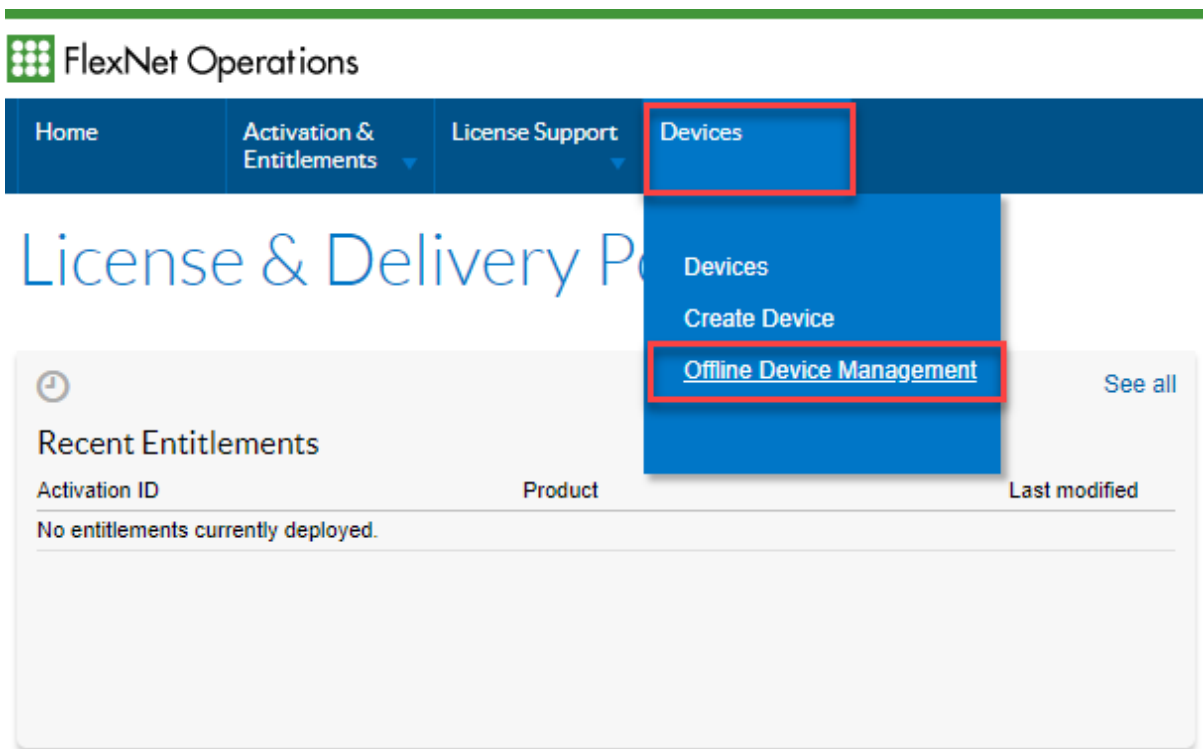 FlexNet Operations
Home
Activation &
Entitlements
License Support
Devices
License & Delivery
Devices
Create Device
Offline Device Management
See all
Recent Entitlements
Activation ID Product Last modified
No entitlements currently deployed.